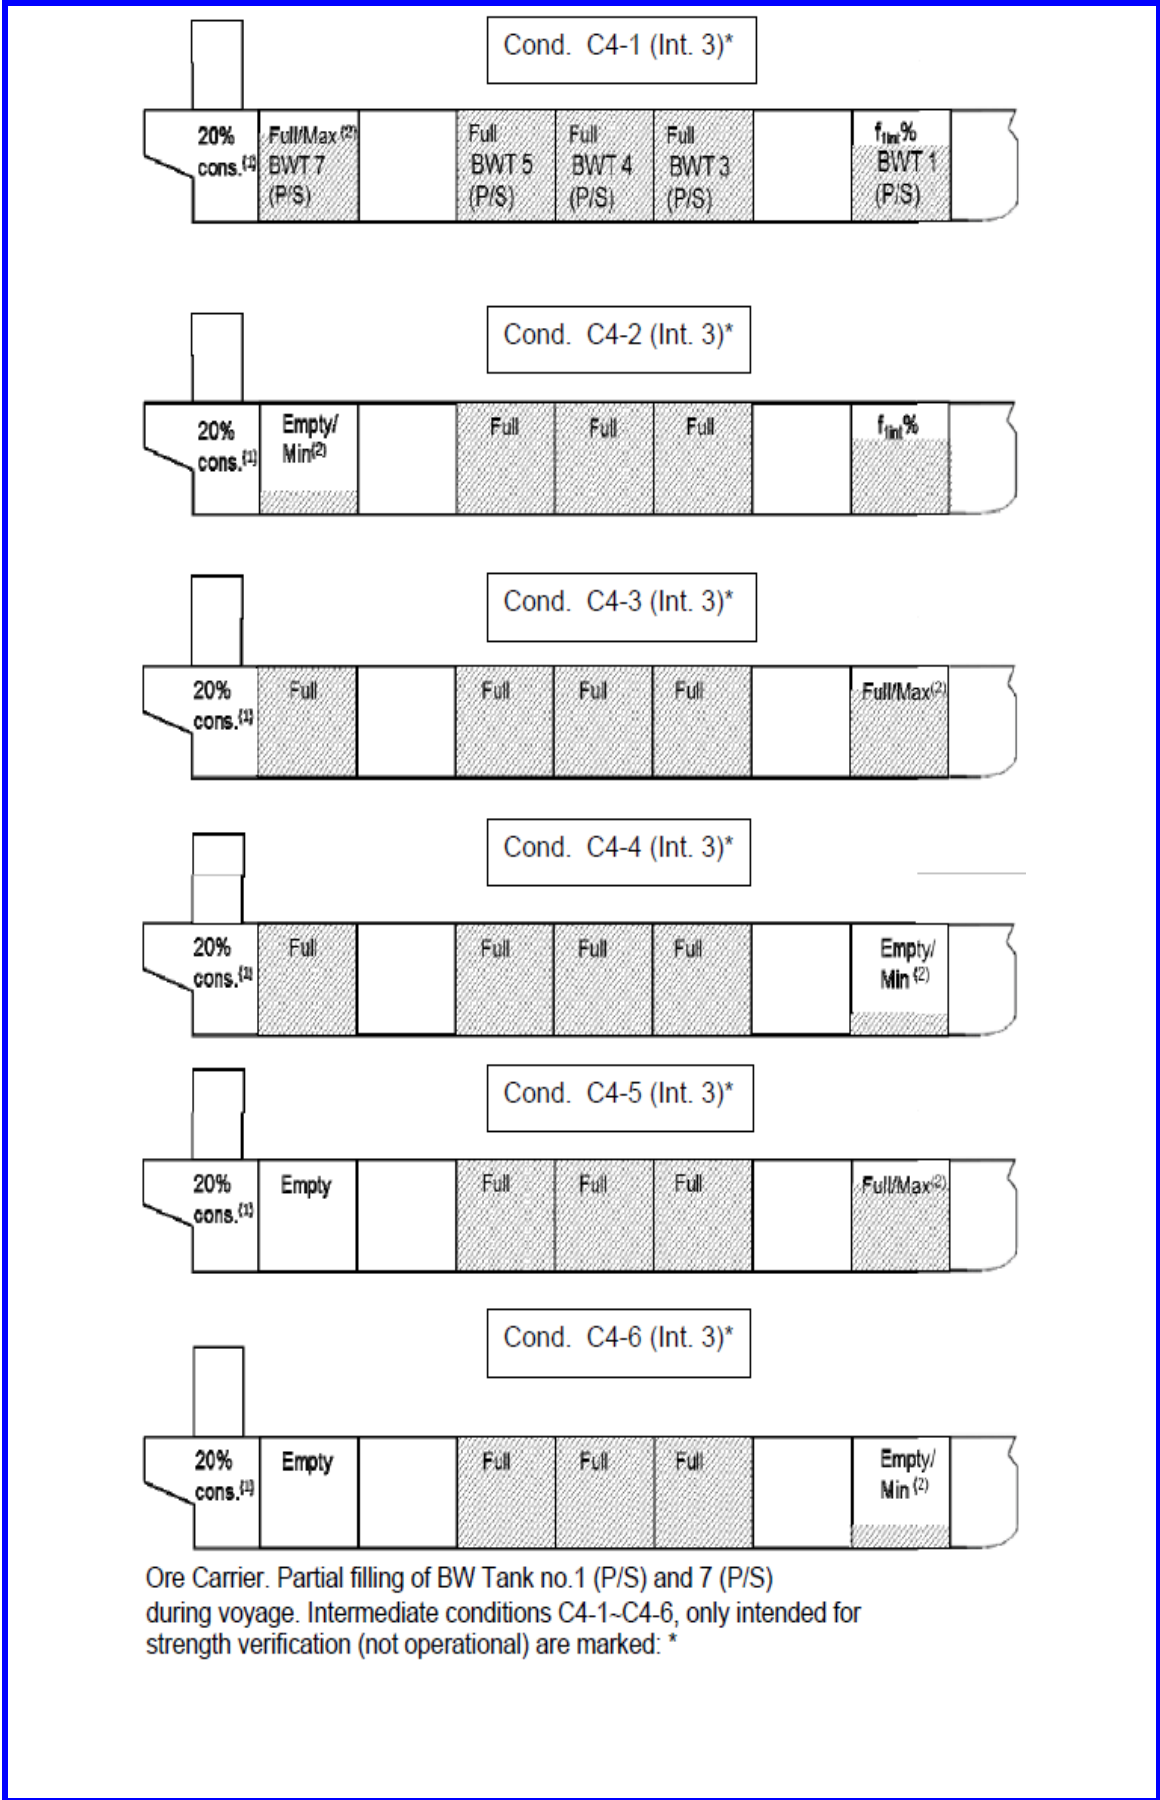 Cond. C4-1 (Int. 3)*
20%
cons.(1)
Full/Max (2)
BWT 7
(P/S)
Full
BWT 5
(P/S)
Full
BWT 4
(P/S)
Full
BWT 3
(P/S)
f1int%
BWT 1
(P/S)
Cond. C4-2 (Int. 3)*
20%
cons.(1)
Empty/
Min(2)
Full
Full
Full
f1int%
Cond. C4-3 (Int. 3)*
20%
cons.(1)
Full
Full
Full
Full
Full/Max(2)
Cond. C4-4 (Int. 3)*
20%
cons.(1)
Full
Full
Full
Full
Empty/
Min (2)
Cond. C4-5 (Int. 3)*
20%
cons.(1)
Empty
Full
Full
Full
Full/Max(2)
Cond. C4-6 (Int. 3)*
20%
cons.(1)
Empty
Full
Full
Full
Empty/
Min (2)
Ore Carrier. Partial filling of BW Tank no.1 (P/S) and 7 (P/S)
during voyage. Intermediate conditions C4-1~C4-6, only intended for
strength verification (not operational) are marked: *